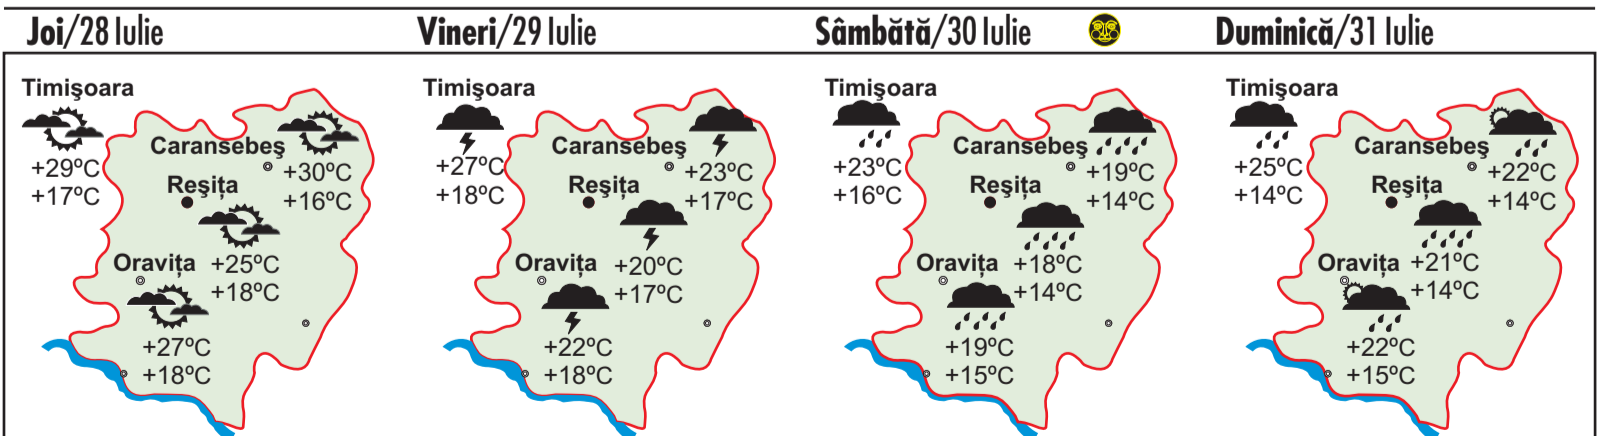 Joi/28 Iulie
Timişoara
+29ºC
+17ºC
Caransebeş
+30ºC
+16ºC
Reşiţa
+25ºC
+18ºC
Oraviţa
+27ºC
+18ºC
Vineri/29 Iulie
Timişoara
+27ºC
+18ºC
Caransebeş
+23ºC
+17ºC
Reşiţa
+20ºC
+17ºC
Oraviţa
+22ºC
+18ºC
Sâmbătă/30 Iulie
Timişoara
+23ºC
+16ºC
Caransebeş
+19ºC
+14ºC
Reşiţa
+18ºC
+14ºC
Oraviţa
+19ºC
+15ºC
Duminică/31 Iulie
Timişoara
+25ºC
+14ºC
Caransebeş
+22ºC
+14ºC
Reşiţa
+21ºC
+14ºC
Oraviţa
+22ºC
+15ºC